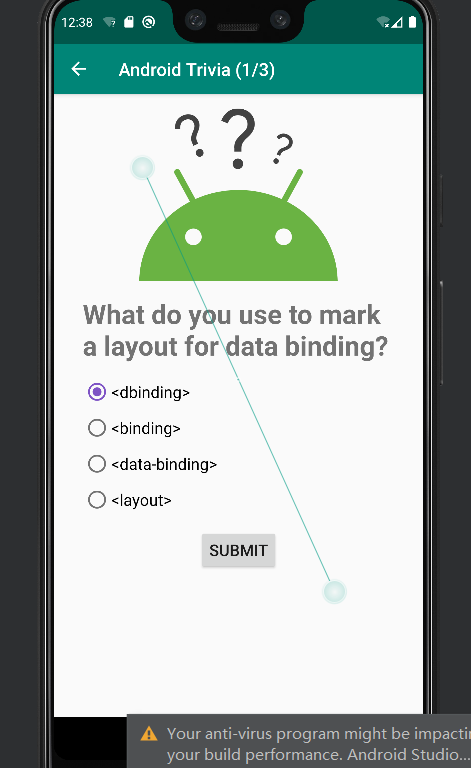 12:38
Android Trivia (1/3)
? ? ?
What do you use to mark
a layout for data binding?
<dbinding>
<binding>
<data-binding>
<layout>
SUBMIT
Your anti-virus program might be impacti
your build performance. Android Studio...